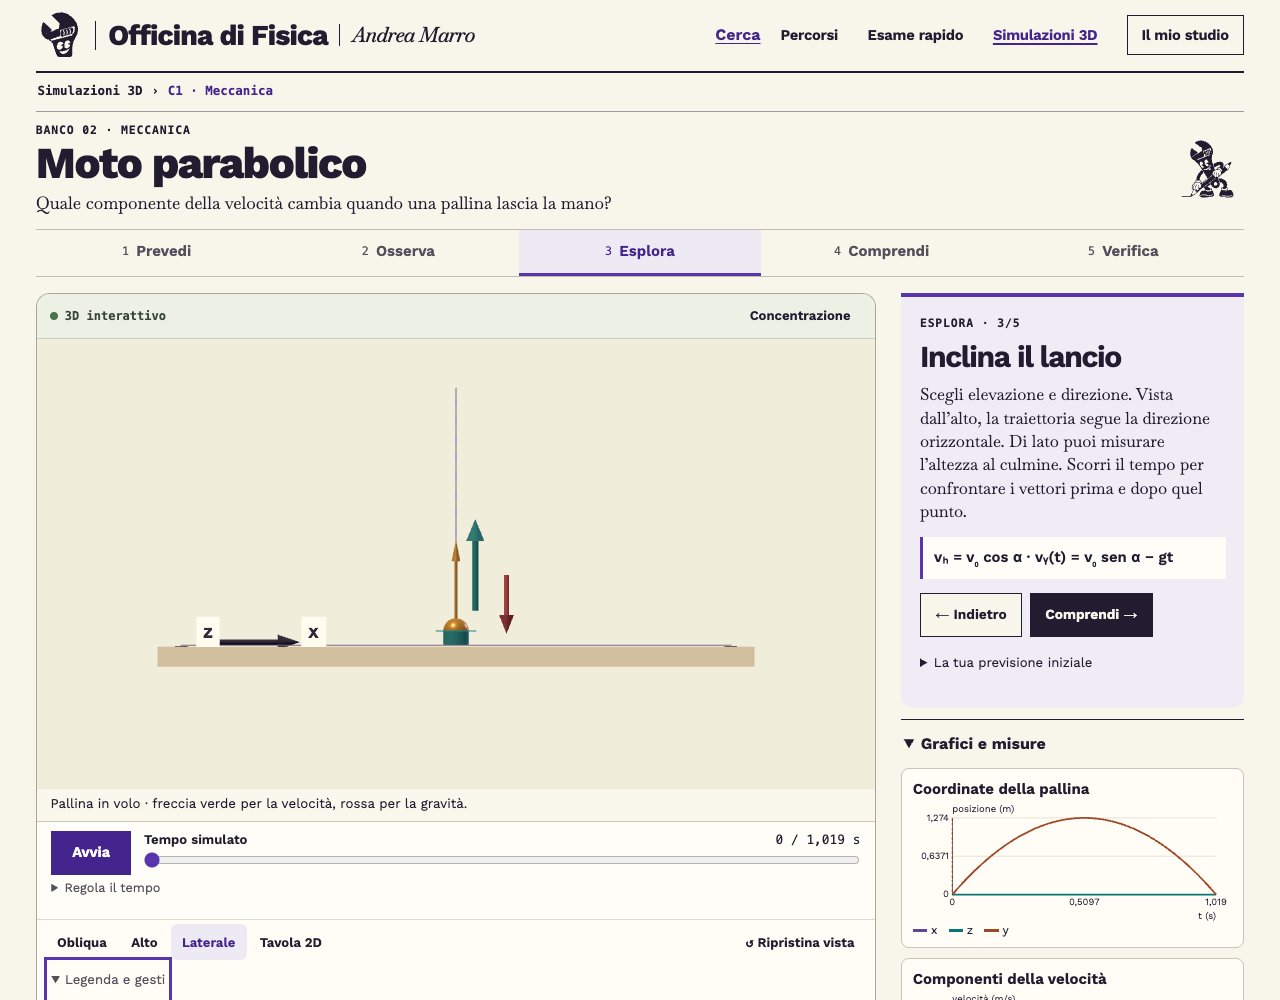 Officina di Fisica
Andrea Marro
Cerca
Percorsi
Esame rapido
Simulazioni 3D
Il mio studio
Simulazioni 3D › C1 · Meccanica
BANCO 02 · MECCANICA
Moto parabolico
Quale componente della velocità cambia quando una pallina lascia la mano?
1 Prevedi
2 Osserva
3 Esplora
4 Comprendi
5 Verifica
3D interattivo
Concentrazione
Z
X
Pallina in volo · freccia verde per la velocità, rossa per la gravità.
Avvia
Tempo simulato
0 / 1,019 s
Regola il tempo
Obliqua
Alto
Laterale
Tavola 2D
↺ Ripristina vista
Legenda e gesti
ESPLORA · 3/5
Inclina il lancio
Scegli elevazione e direzione. Vista
dall’alto, la traiettoria segue la direzione
orizzontale. Di lato puoi misurare
l’altezza al culmine. Scorri il tempo per
confrontare i vettori prima e dopo quel
punto.
vₕ = v₀ cos α · vᵧ(t) = v₀ sen α − gt
← Indietro
Comprendi →
La tua previsione iniziale
Grafici e misure
Coordinate della pallina
posizione (m)
1,274
0,6371
0
0
0,5097
1,019
t (s)
x
z
y
Componenti della velocità
velocità (m/s)